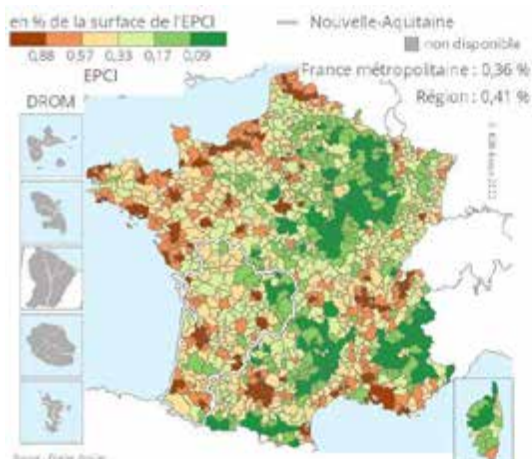 en % de la surface de l'EPCI
0,88 0,57 0,33 0,17 0,09
EPCI
Nouvelle-Aquitaine
non disponible
France métropolitaine : 0,36 %
Région : 0,41 %
DROM